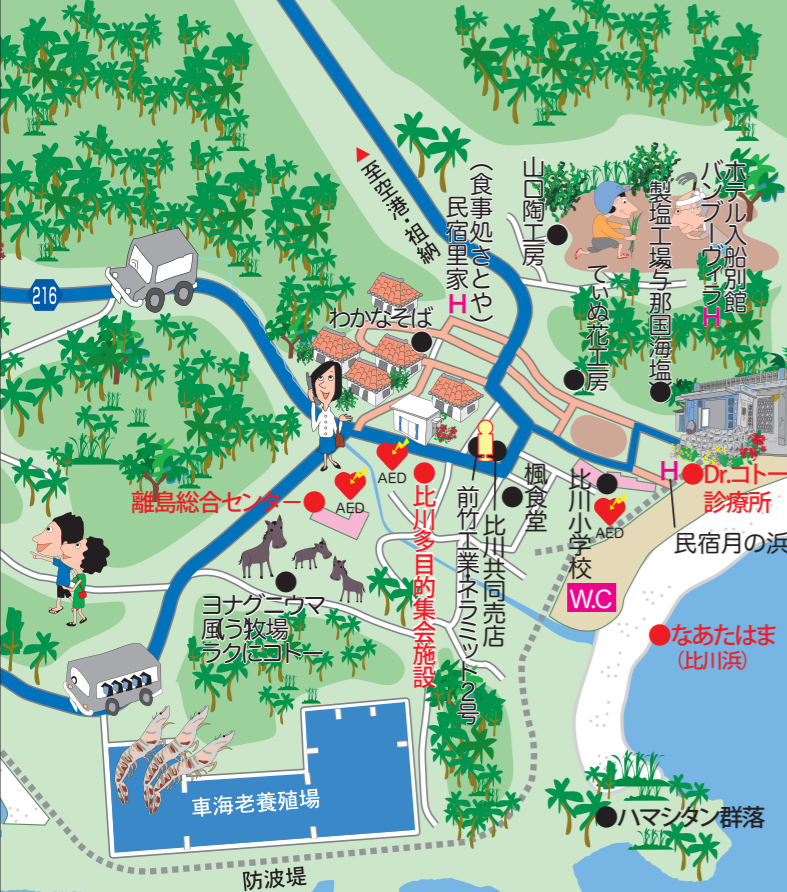 ▶至空港・祖納
(食事処さとや)
民宿里家H
山口陶工房
ホテル入船別館
バンブーヴィラH
製塩工場与那国海塩
てぃぬ花工房
216
わかなそば
AED
AED
離島総合センター
比川多目的集会施設
前竹工業ネラミット2号
比川共同売店
楓食堂
比川小学校
AED
W.C
H
Dr.コトー
診療所
民宿月の浜
なあたはま
(比川浜)
ヨナグニウマ
風う牧場
ラクにコトー
車海老養殖場
ハマシタン群落
防波堤